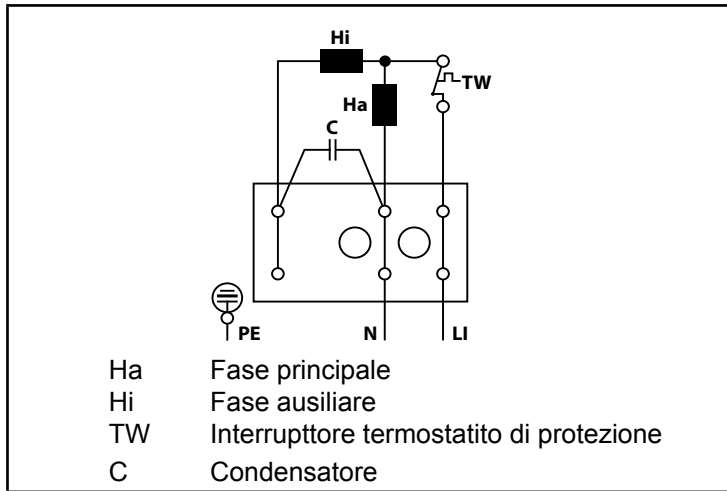 Hi
TW
Ha
C
PE N LI
Ha Fase principale
Hi Fase ausiliare
TW Interrupttore termostatito di protezione
C Condensatore